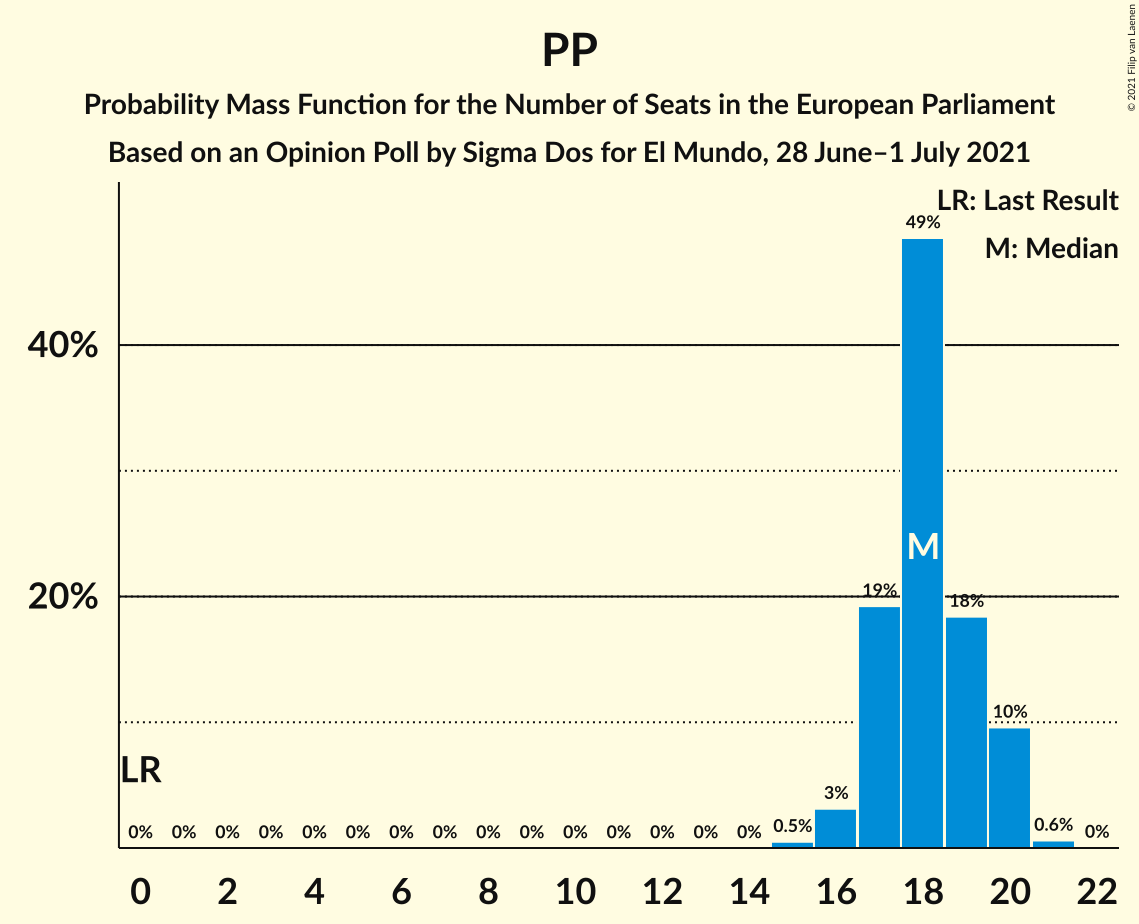 PP
Probability Mass Function for the Number of Seats in the European Parliament
Based on an Opinion Poll by Sigma Dos for El Mundo, 28 June–1 July 2021
© 2021 Filip van Laenen
LR: Last Result
M: Median
40%
20%
LR
M
0% 0% 0% 0% 0% 0% 0% 0% 0% 0% 0% 0% 0% 0% 0% 0.5% 3% 19% 49% 18% 10% 0.6% 0%
0 2 4 6 8 10 12 14 16 18 20 22